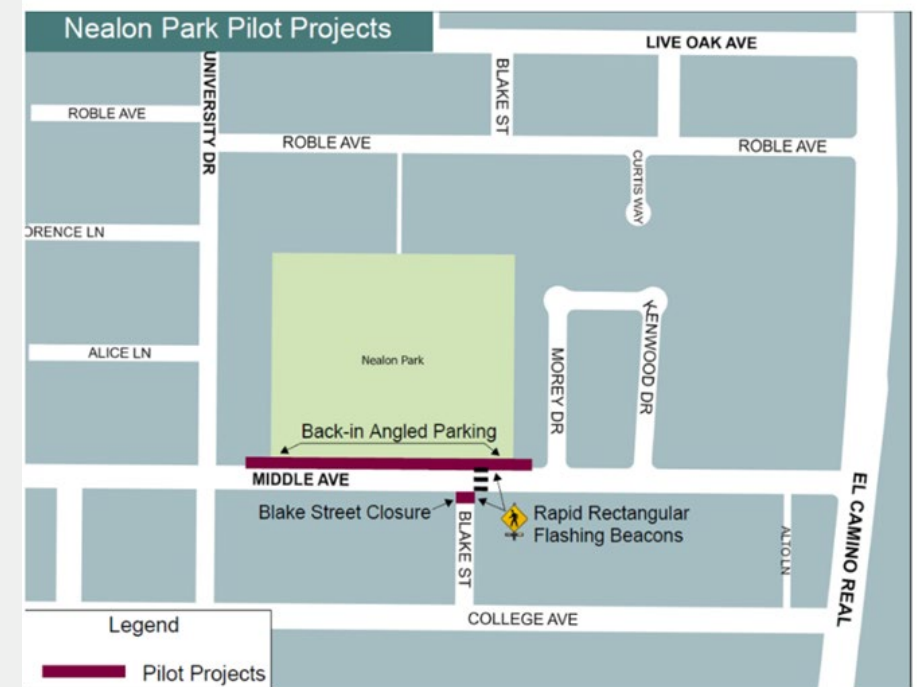 Nealon Park Pilot Projects
LIVE OAK AVE
UNIVERSITY DR
BLAKE ST
ROBLE AVE
ROBLE AVE
ROBLE AVE
CURTIS WAY
ORENCE LN
ALICE LN
Nealon Park
MOREY DR
KENWOOD DR
Back-in Angled Parking
MIDDLE AVE
EL CAMINO REAL
Blake Street Closure
BLAKE ST
Rapid Rectangular
Flashing Beacons
ALTO LN
COLLEGE AVE
Legend
Pilot Projects